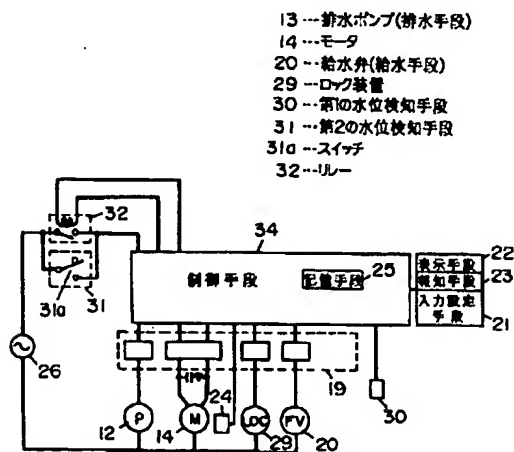 13…排水ポンプ(排水手段)
14…モータ
20…給水弁(給水手段)
29…ロック装置
30…第1の水位検知手段
31…第2の水位検知手段
31a…スイッチ
32…リレー
32
34
31a
31
制御手段
記憶手段
25
表示手段
22
報知手段
23
入力設定手段
21
26
19
24
30
P
M
LOC
FV
12
14
29
20